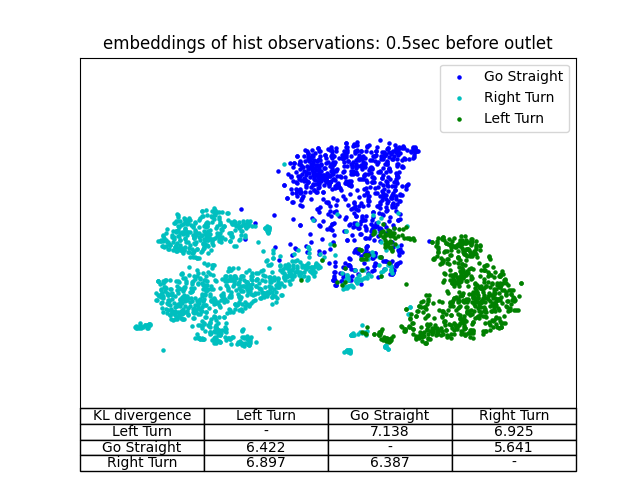 embeddings of hist observations: 0.5sec before outlet
Go Straight
Right Turn
Left Turn
KL divergence Left Turn Go Straight Right Turn
Left Turn - 7.138 6.925
Go Straight 6.422 - 5.641
Right Turn 6.897 6.387 -